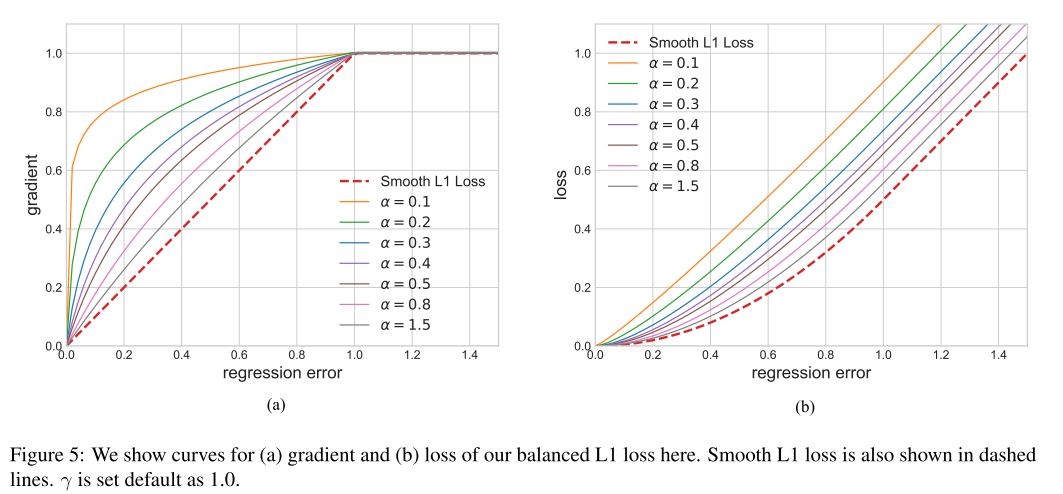 1.0
0.8
0.6
0.4
0.2
0.0
gradient
Smooth L1 Loss
α = 0.1
α = 0.2
α = 0.3
α = 0.4
α = 0.5
α = 0.8
α = 1.5
0.0 0.2 0.4 0.6 0.8 1.0 1.2 1.4
regression error
(a)
1.0
0.8
0.6
0.4
0.2
0.0
loss
Smooth L1 Loss
α = 0.1
α = 0.2
α = 0.3
α = 0.4
α = 0.5
α = 0.8
α = 1.5
0.0 0.2 0.4 0.6 0.8 1.0 1.2 1.4
regression error
(b)
Figure 5: We show curves for (a) gradient and (b) loss of our balanced L1 loss here. Smooth L1 loss is also shown in dashed
lines. γ is set default as 1.0.